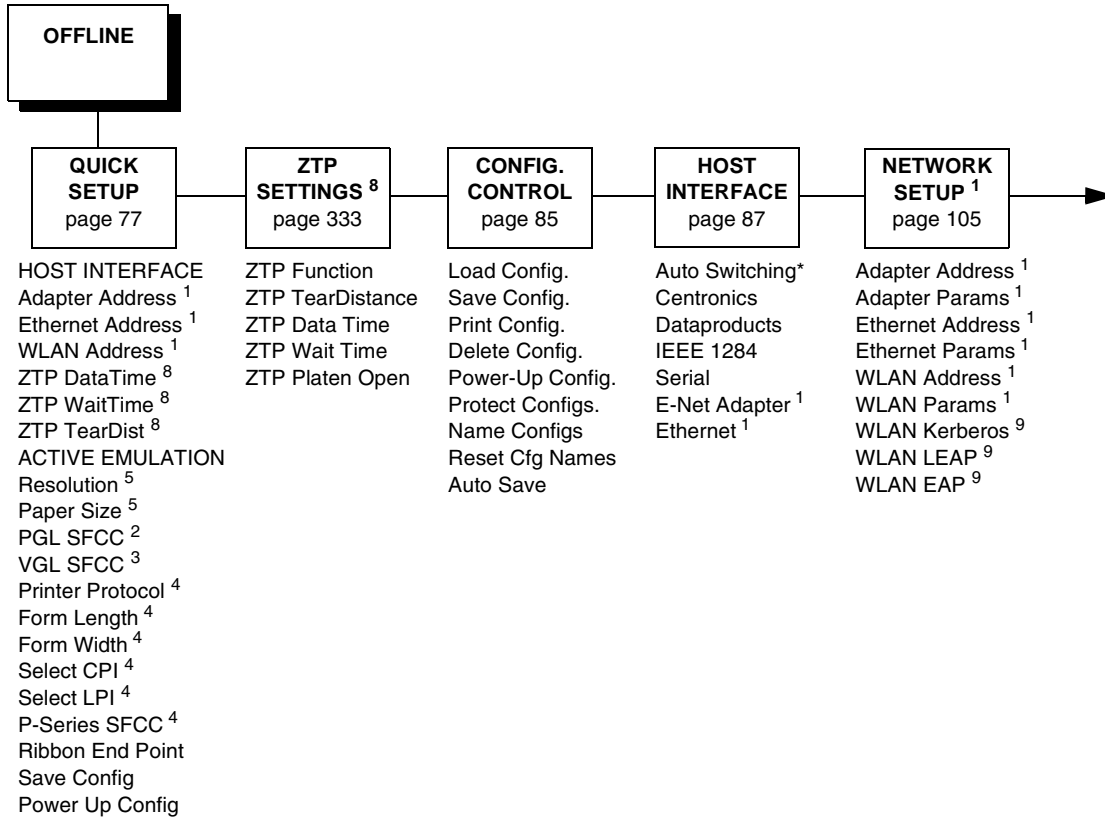 OFFLINE
QUICK
SETUP
page 77
ZTP
SETTINGS 8
page 333
CONFIG.
CONTROL
page 85
HOST
INTERFACE
page 87
NETWORK
SETUP 1
page 105
HOST INTERFACE
Adapter Address 1
Ethernet Address 1
WLAN Address 1
ZTP DataTime 8
ZTP WaitTime 8
ZTP TearDist 8
ACTIVE EMULATION
Resolution 5
Paper Size 5
PGL SFCC 2
VGL SFCC 3
Printer Protocol 4
Form Length 4
Form Width 4
Select CPI 4
Select LPI 4
P-Series SFCC 4
Ribbon End Point
Save Config
Power Up Config
ZTP Function
ZTP TearDistance
ZTP Data Time
ZTP Wait Time
ZTP Platen Open
Load Config.
Save Config.
Print Config.
Delete Config.
Power-Up Config.
Protect Configs.
Name Configs
Reset Cfg Names
Auto Save
Auto Switching*
Centronics
Dataproducts
IEEE 1284
Serial
E-Net Adapter 1
Ethernet 1
Adapter Address 1
Adapter Params 1
Ethernet Address 1
Ethernet Params 1
WLAN Address 1
WLAN Params 1
WLAN Kerberos 9
WLAN LEAP 9
WLAN EAP 9